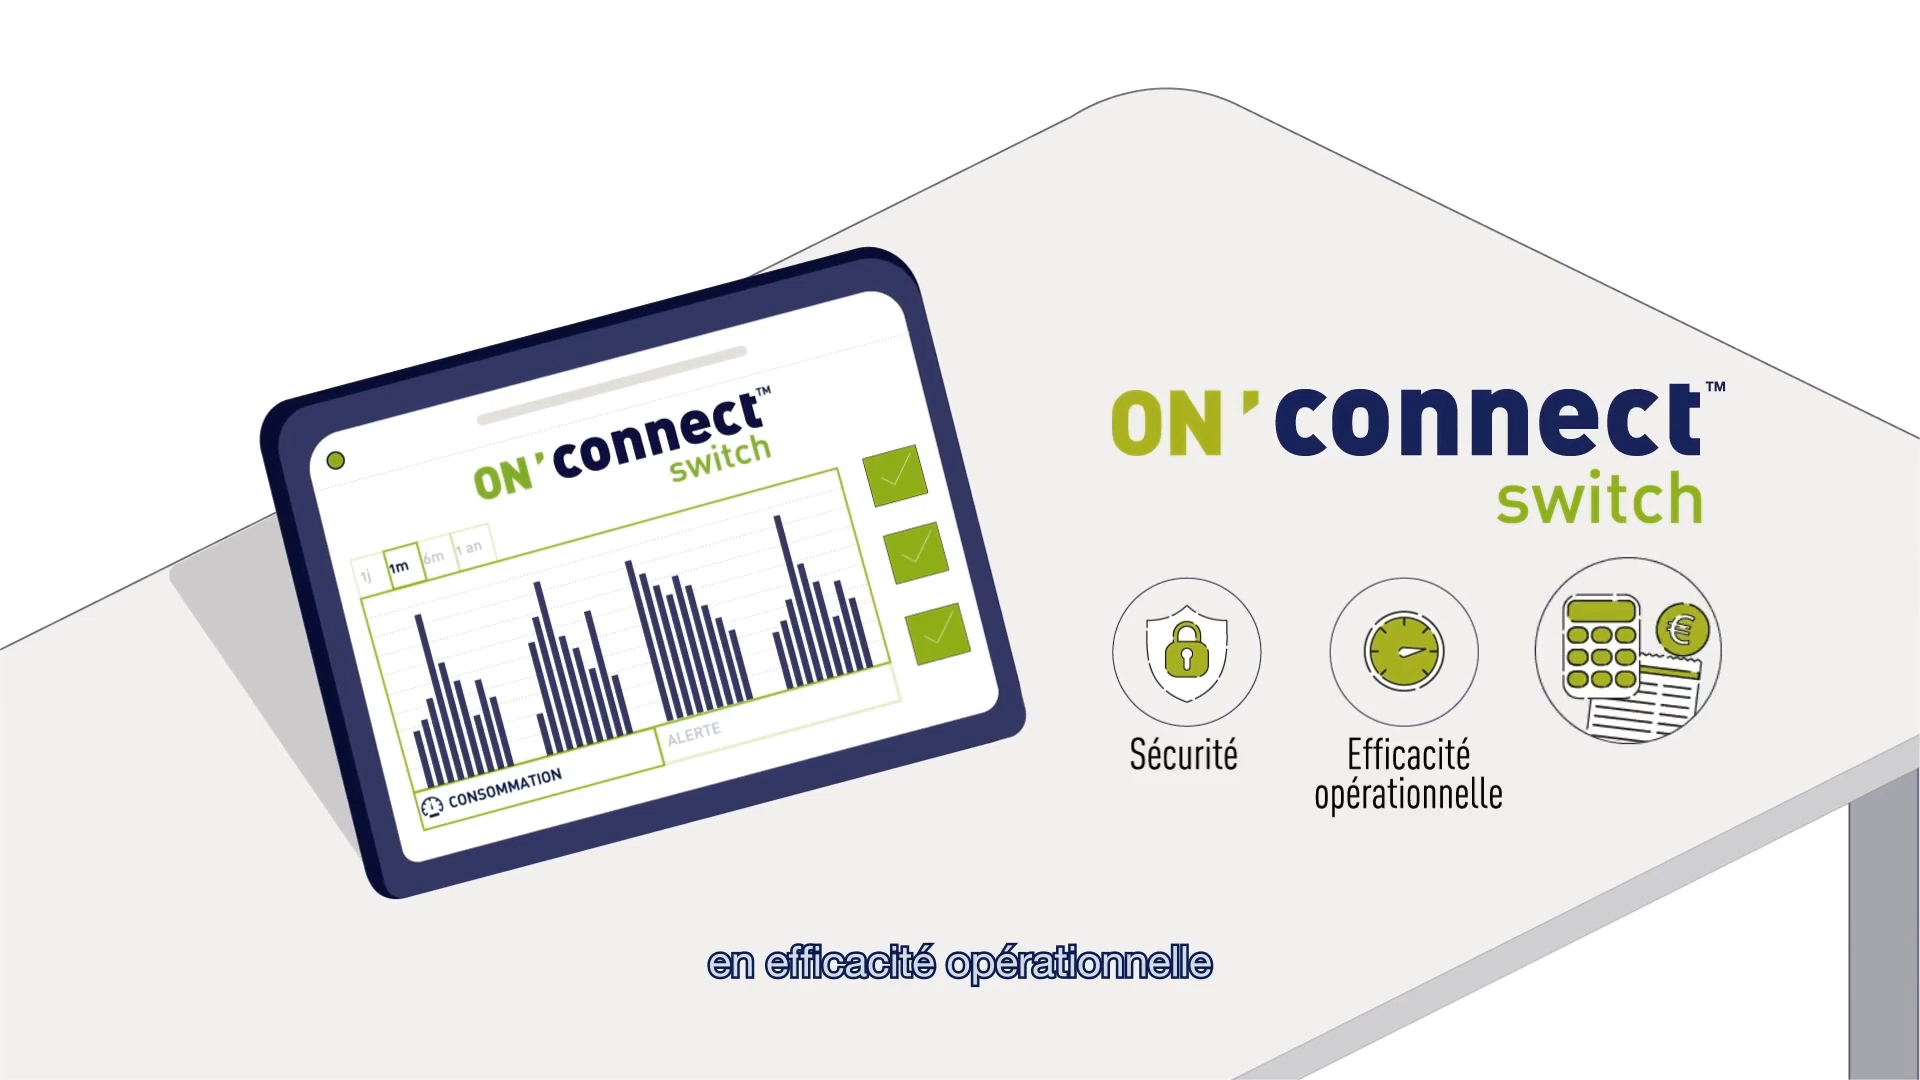 ON'connect™
switch
1j 1m 6m 1 an
CONSOMMATION
ALERTE
ON'connect™
switch
€
Sécurité
Efficacité
opérationnelle
en efficacité opérationnelle